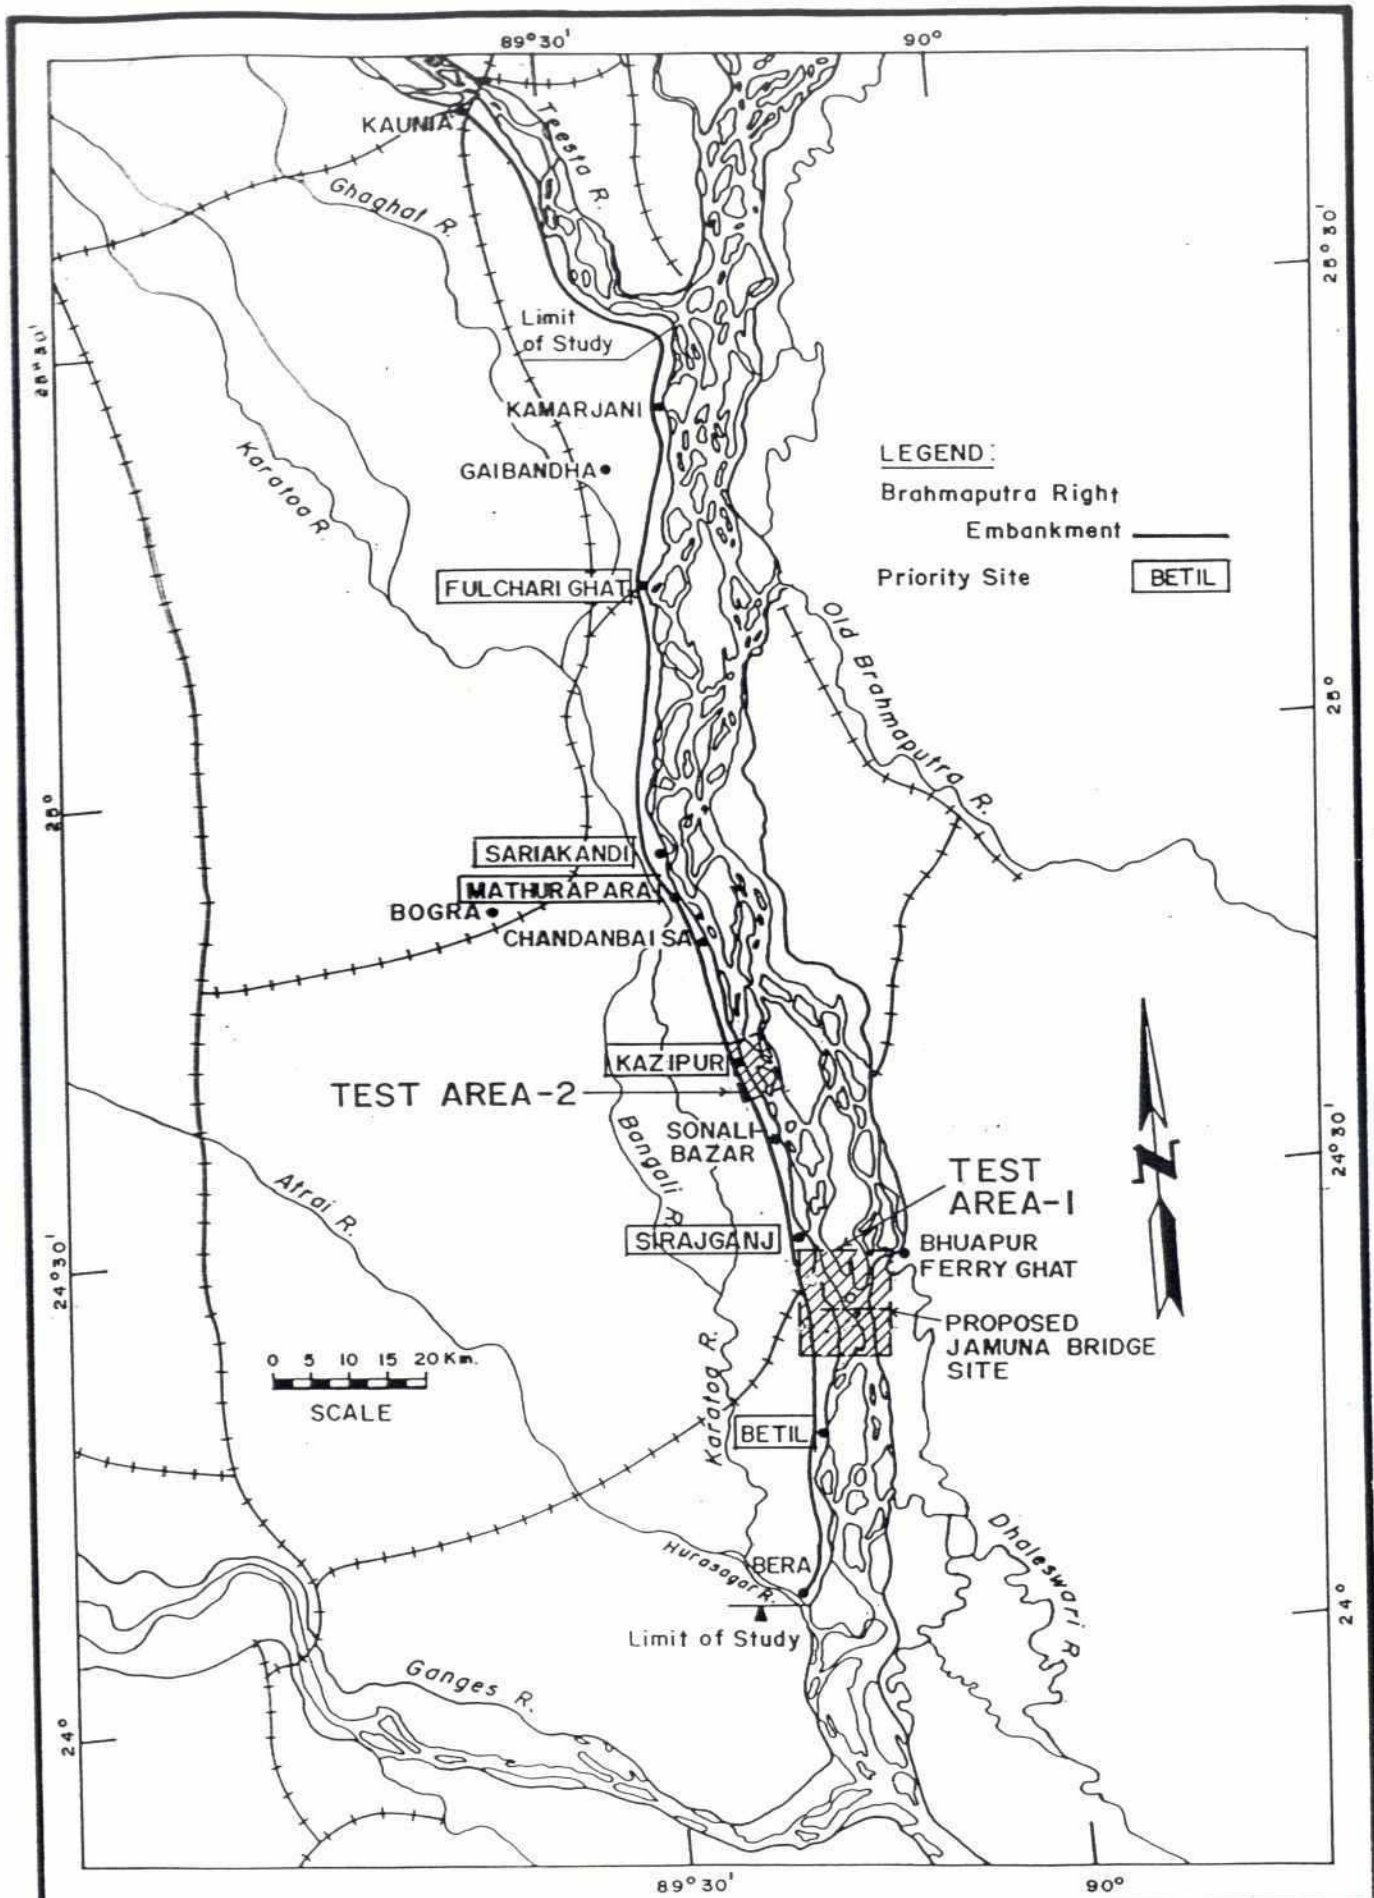 89° 30'
90°
KAUNIA
Teesta R.
Ghaghat R.
25° 30'
25° 30'
Limit
of Study
KAMARJANI
GAIBANDHA
Karatoa R.
LEGEND:
Brahmaputra Right
Embankment
Priority Site
BETIL
FULCHARI GHAT
Old Brahmaputra R.
25°
25°
SARIAKANDI
MATHURAPARA
BOGRA
CHANDANBAISA
KAZIPUR
TEST AREA-2
SONALI
BAZAR
Bangali R.
24° 30'
N
TEST
AREA-1
Atrai R.
SIRAJGANJ
BHUAPUR
FERRY GHAT
24° 30'
PROPOSED
JAMUNA BRIDGE
SITE
0 5 10 15 20 Km.
SCALE
Karatoa R.
BETIL
Dhaleswari R.
Hurasagar R.
BERA
Limit of Study
24°
Ganges R.
24°
89° 30'
90°